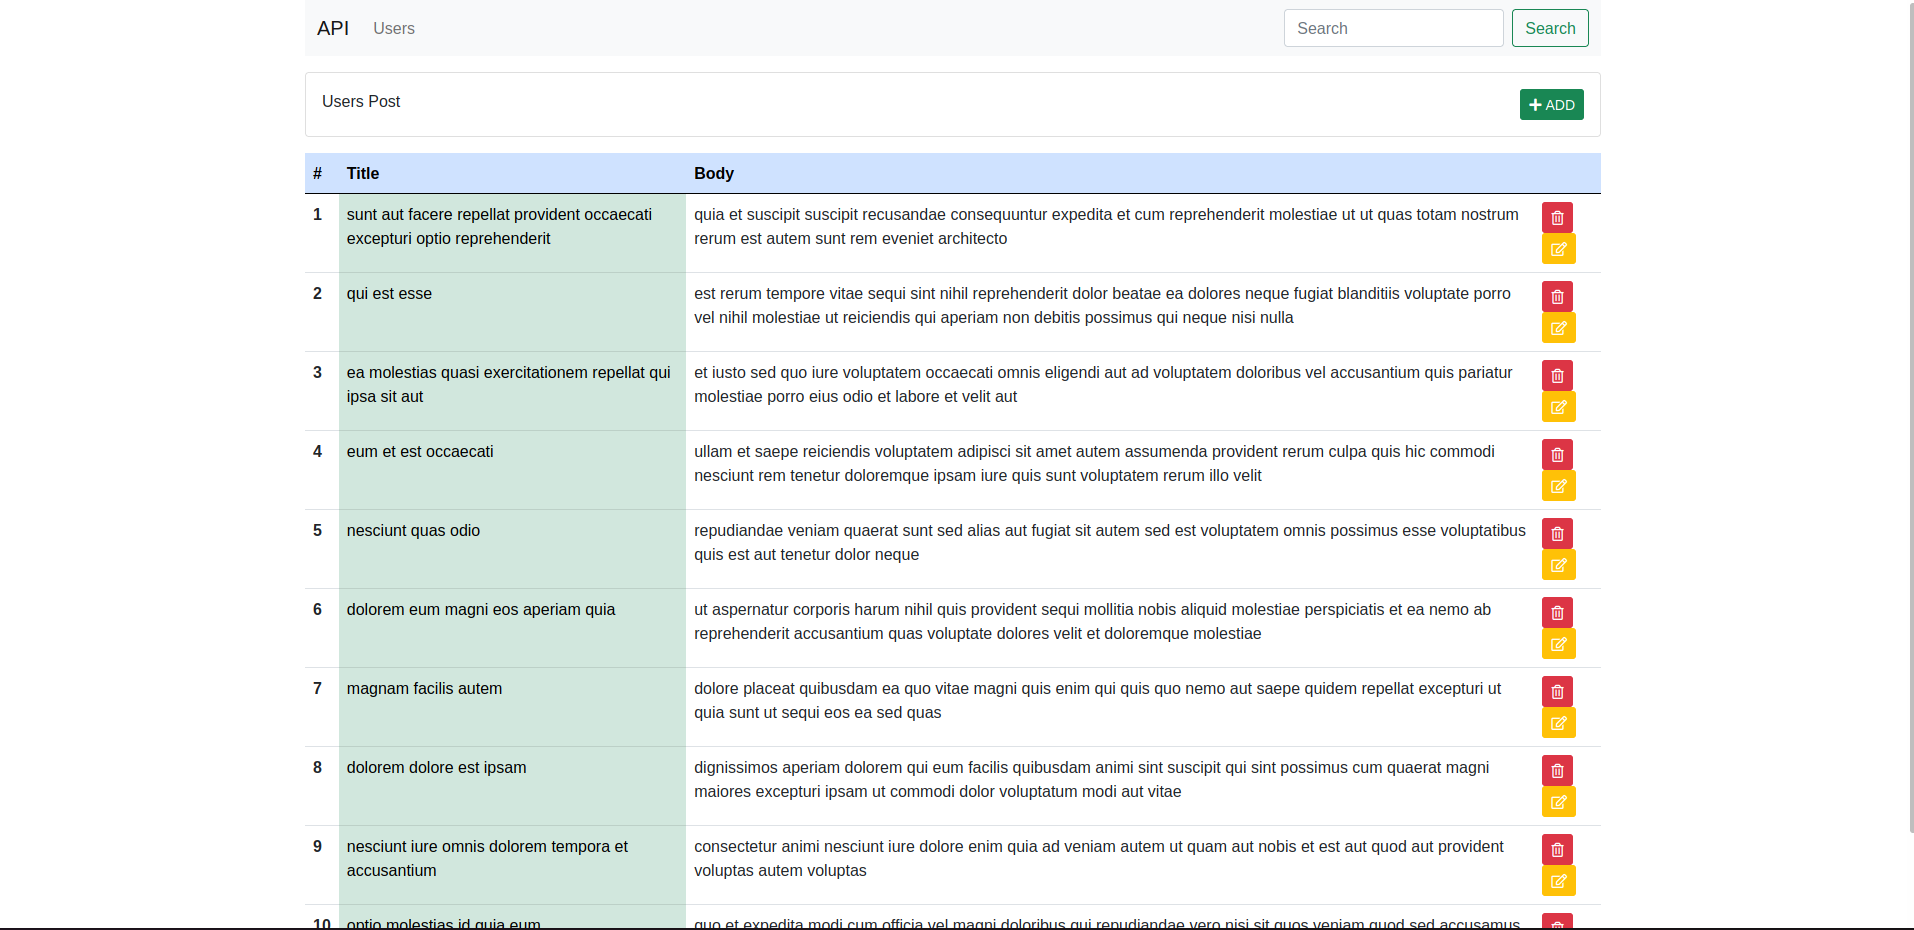 API Users Search Search
Users Post ADD
# Title Body
1 sunt aut facere repellat provident occaecati quia et suscipit suscipit recusandae consequuntur expedita et cum reprehenderit molestiae ut ut quas totam nostrum
excepturi optio reprehenderit rerum est autem sunt rem eveniet architecto
2 qui est esse est rerum tempore vitae sequi sint nihil reprehenderit dolor beatae ea dolores neque fugiat blanditiis voluptate porro
vel nihil molestiae ut reiciendis qui aperiam non debitis possimus qui neque nisi nulla
3 ea molestias quasi exercitationem repellat qui et iusto sed quo iure voluptatem occaecati omnis eligendi aut ad voluptatem doloribus vel accusantium quis pariatur
ipsa sit aut molestiae porro eius odio et labore et velit aut
4 eum et est occaecati ullam et saepe reiciendis voluptatem adipisci sit amet autem assumenda provident rerum culpa quis hic commodi
nesciunt rem tenetur doloremque ipsam iure quis sunt voluptatem rerum illo velit
5 nesciunt quas odio repudiandae veniam quaerat sunt sed alias aut fugiat sit autem sed est voluptatem omnis possimus esse voluptatibus
quis est aut tenetur dolor neque
6 dolorem eum magni eos aperiam quia ut aspernatur corporis harum nihil quis provident sequi mollitia nobis aliquid molestiae perspiciatis et ea nemo ab
reprehenderit accusantium quas voluptate dolores velit et doloremque molestiae
7 magnam facilis autem dolore placeat quibusdam ea quo vitae magni quis enim qui quis quo nemo aut saepe quidem repellat excepturi ut
quia sunt ut sequi eos ea sed quas
8 dolorem dolore est ipsam dignissimos aperiam dolorem qui eum facilis quibusdam animi sint suscipit qui sint possimus cum quaerat magni
maiores excepturi ipsam ut commodi dolor voluptatum modi aut vitae
9 nesciunt iure omnis dolorem tempora et consectetur animi nesciunt iure dolore enim quia ad veniam autem ut quam aut nobis et est aut quod aut provident
accusantium voluptas autem voluptas
10 optio molestias id quia eum quo et expedita modi cum officia vel magni doloribus qui repudiandae vero nisi sit quos veniam quod sed accusamus